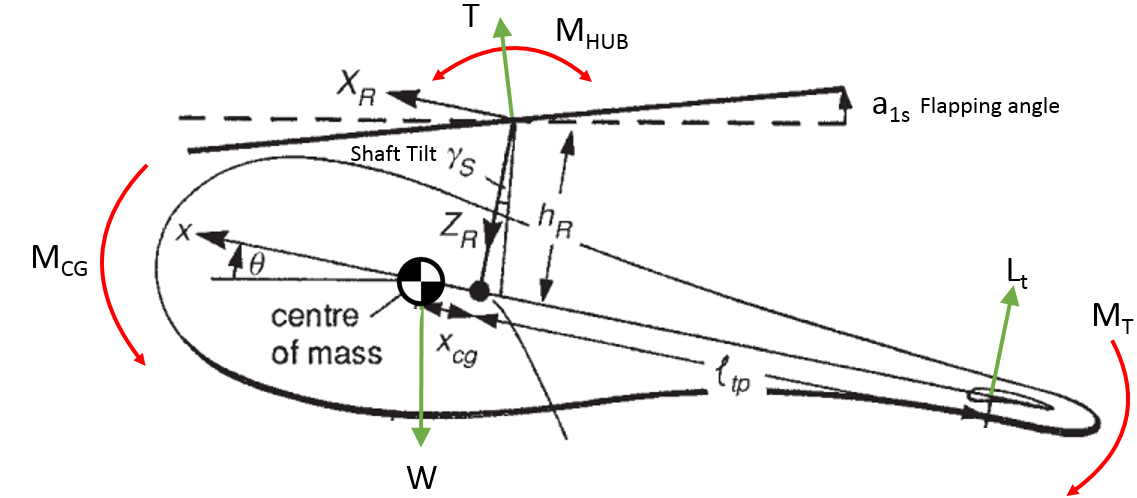 T
M_HUB
X_R
a_1s Flapping angle
Shaft Tilt γ_S
h_R
Z_R
x
θ
M_CG
centre
of mass
x_cg
L_t
M_T
ℓ_tp
W